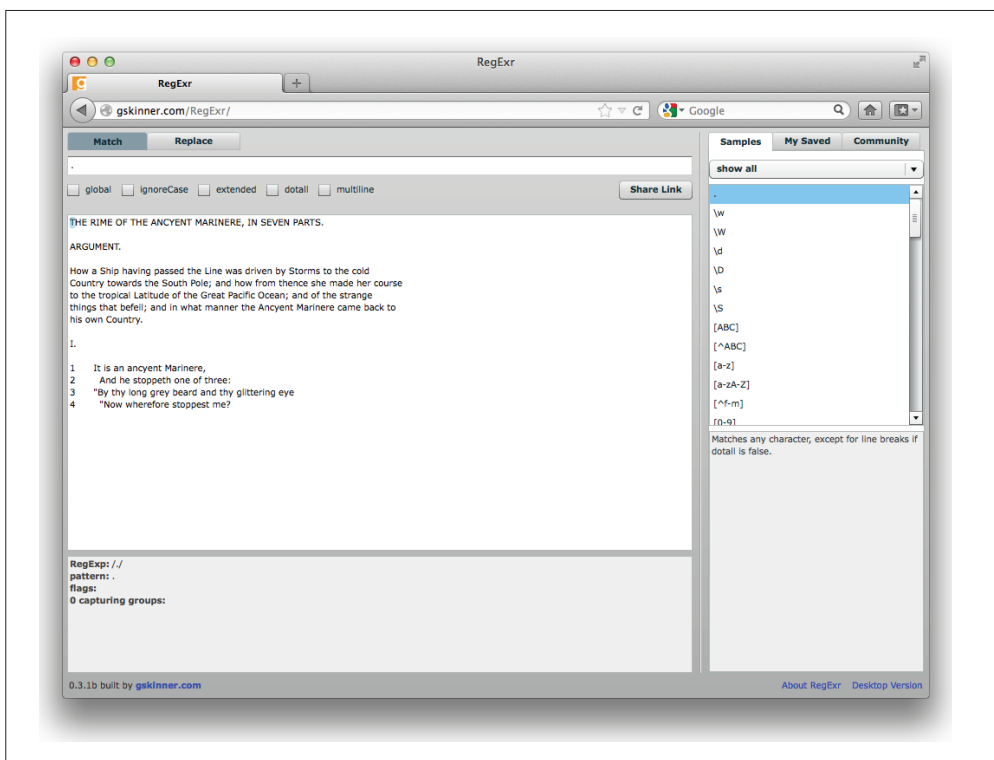 RegExr
RegExr
gskinner.com/RegExr/
Google
Match Replace
.
global ignoreCase extended dotall multiline Share Link
THE RIME OF THE ANCYENT MARINERE, IN SEVEN PARTS.
ARGUMENT.
How a Ship having passed the Line was driven by Storms to the cold
Country towards the South Pole; and how from thence she made her course
to the tropical Latitude of the Great Pacific Ocean; and of the strange
things that befell; and in what manner the Ancyent Marinere came back to
his own Country.
I.
1 It is an ancyent Marinere,
2 And he stoppeth one of three:
3 "By thy long grey beard and thy glittering eye
4 "Now wherefore stoppest me?
RegExp: /./
pattern: .
flags:
0 capturing groups:
Samples My Saved Community
show all
.
\w
\W
\d
\D
\s
\S
[ABC]
[^ABC]
[a-z]
[a-zA-Z]
[^f-m]
[0-9]
Matches any character, except for line breaks if
dotall is false.
0.3.1b built by gskinner.com
About RegExr Desktop Version